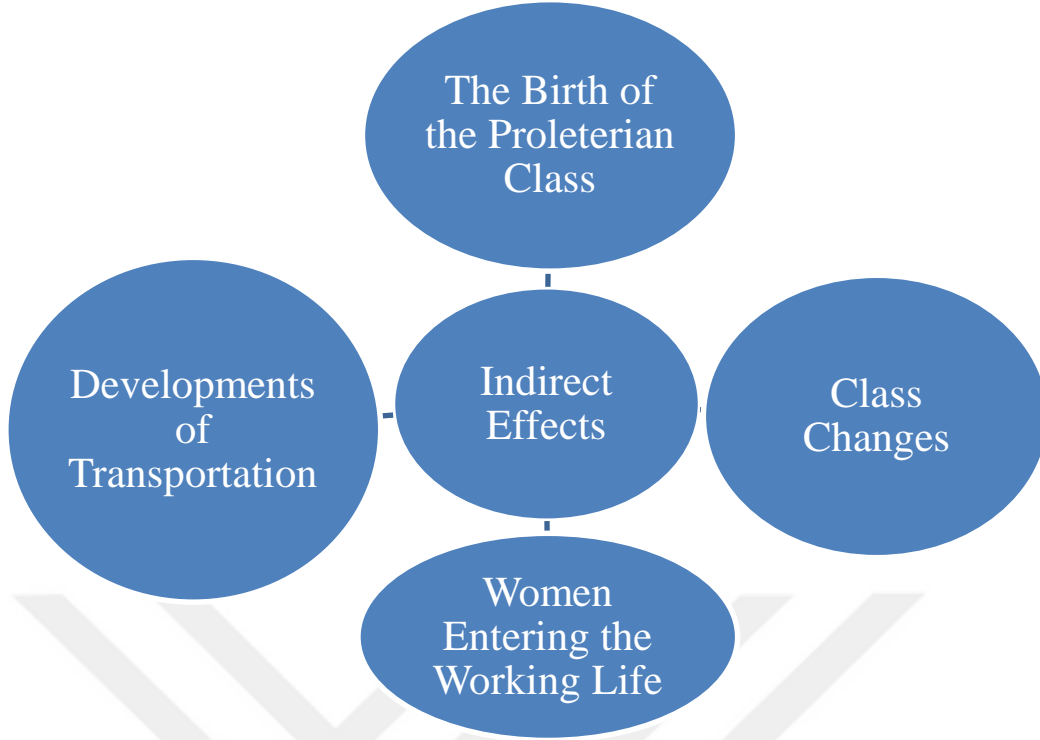 The Birth of
the Proleterian
Class
Developments
of
Transportation
Indirect
Effects
Class
Changes
Women
Entering the
Working Life